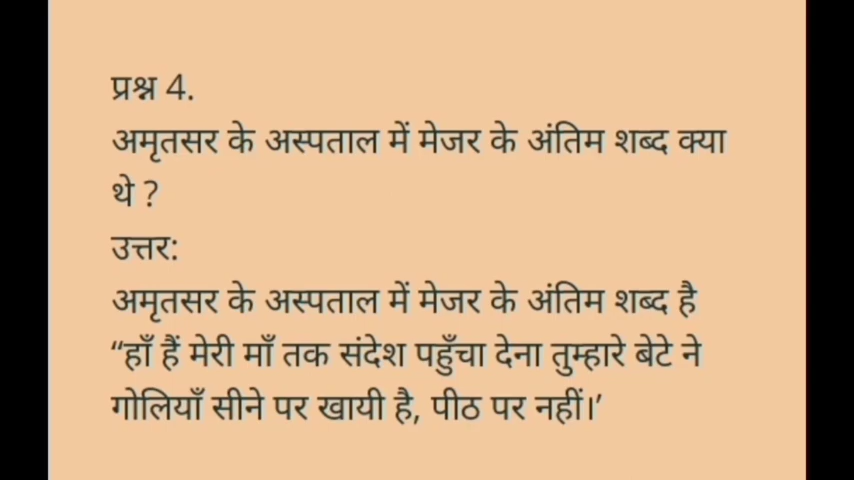 प्रश्न 4.
अमृतसर के अस्पताल में मेजर के अंतिम शब्द क्या
थे ?
उत्तर:
अमृतसर के अस्पताल में मेजर के अंतिम शब्द है
“हाँ हैं मेरी माँ तक संदेश पहुँचा देना तुम्हारे बेटे ने
गोलियाँ सीने पर खायी है, पीठ पर नहीं।’